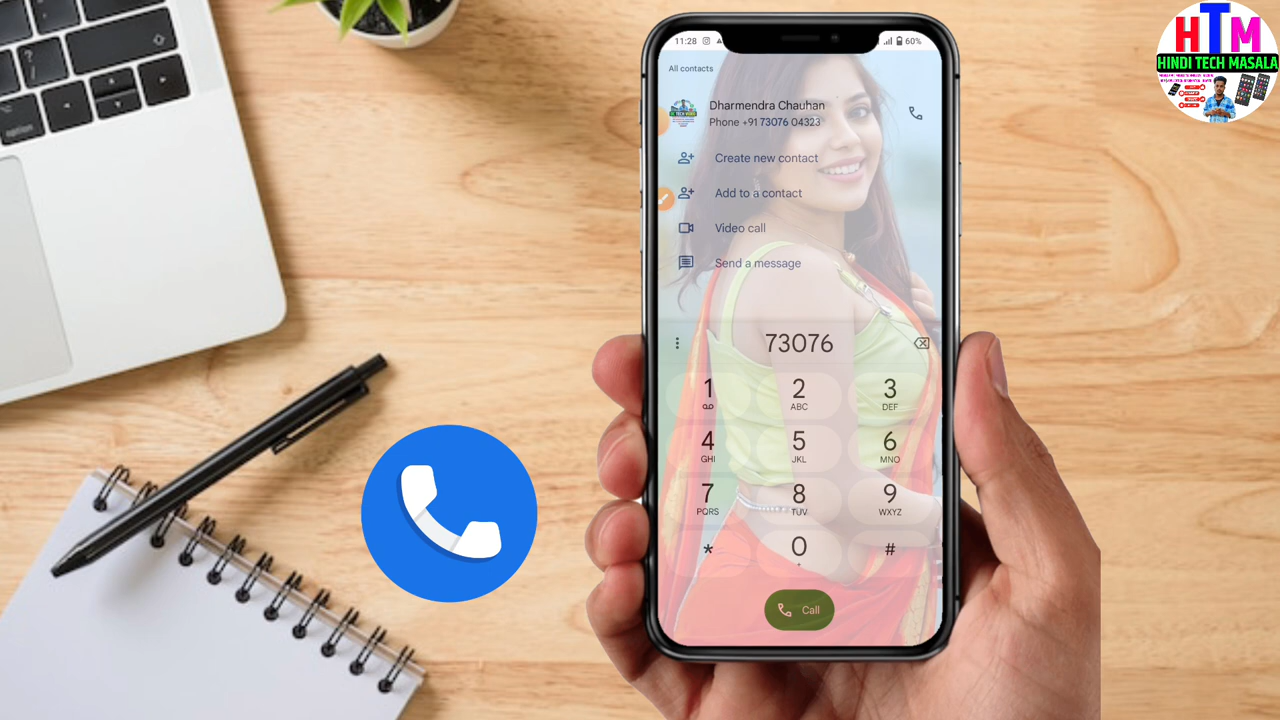 option
11:28
60%
All contacts
Dharmendra Chauhan
Phone +91 73076 04323
Create new contact
Add to a contact
Video call
Send a message
73076
1
2
ABC
3
DEF
4
GHI
5
JKL
6
MNO
7
PQRS
8
TUV
9
WXYZ
*
0
+
#
Call
HTM
HINDI TECH MASALA